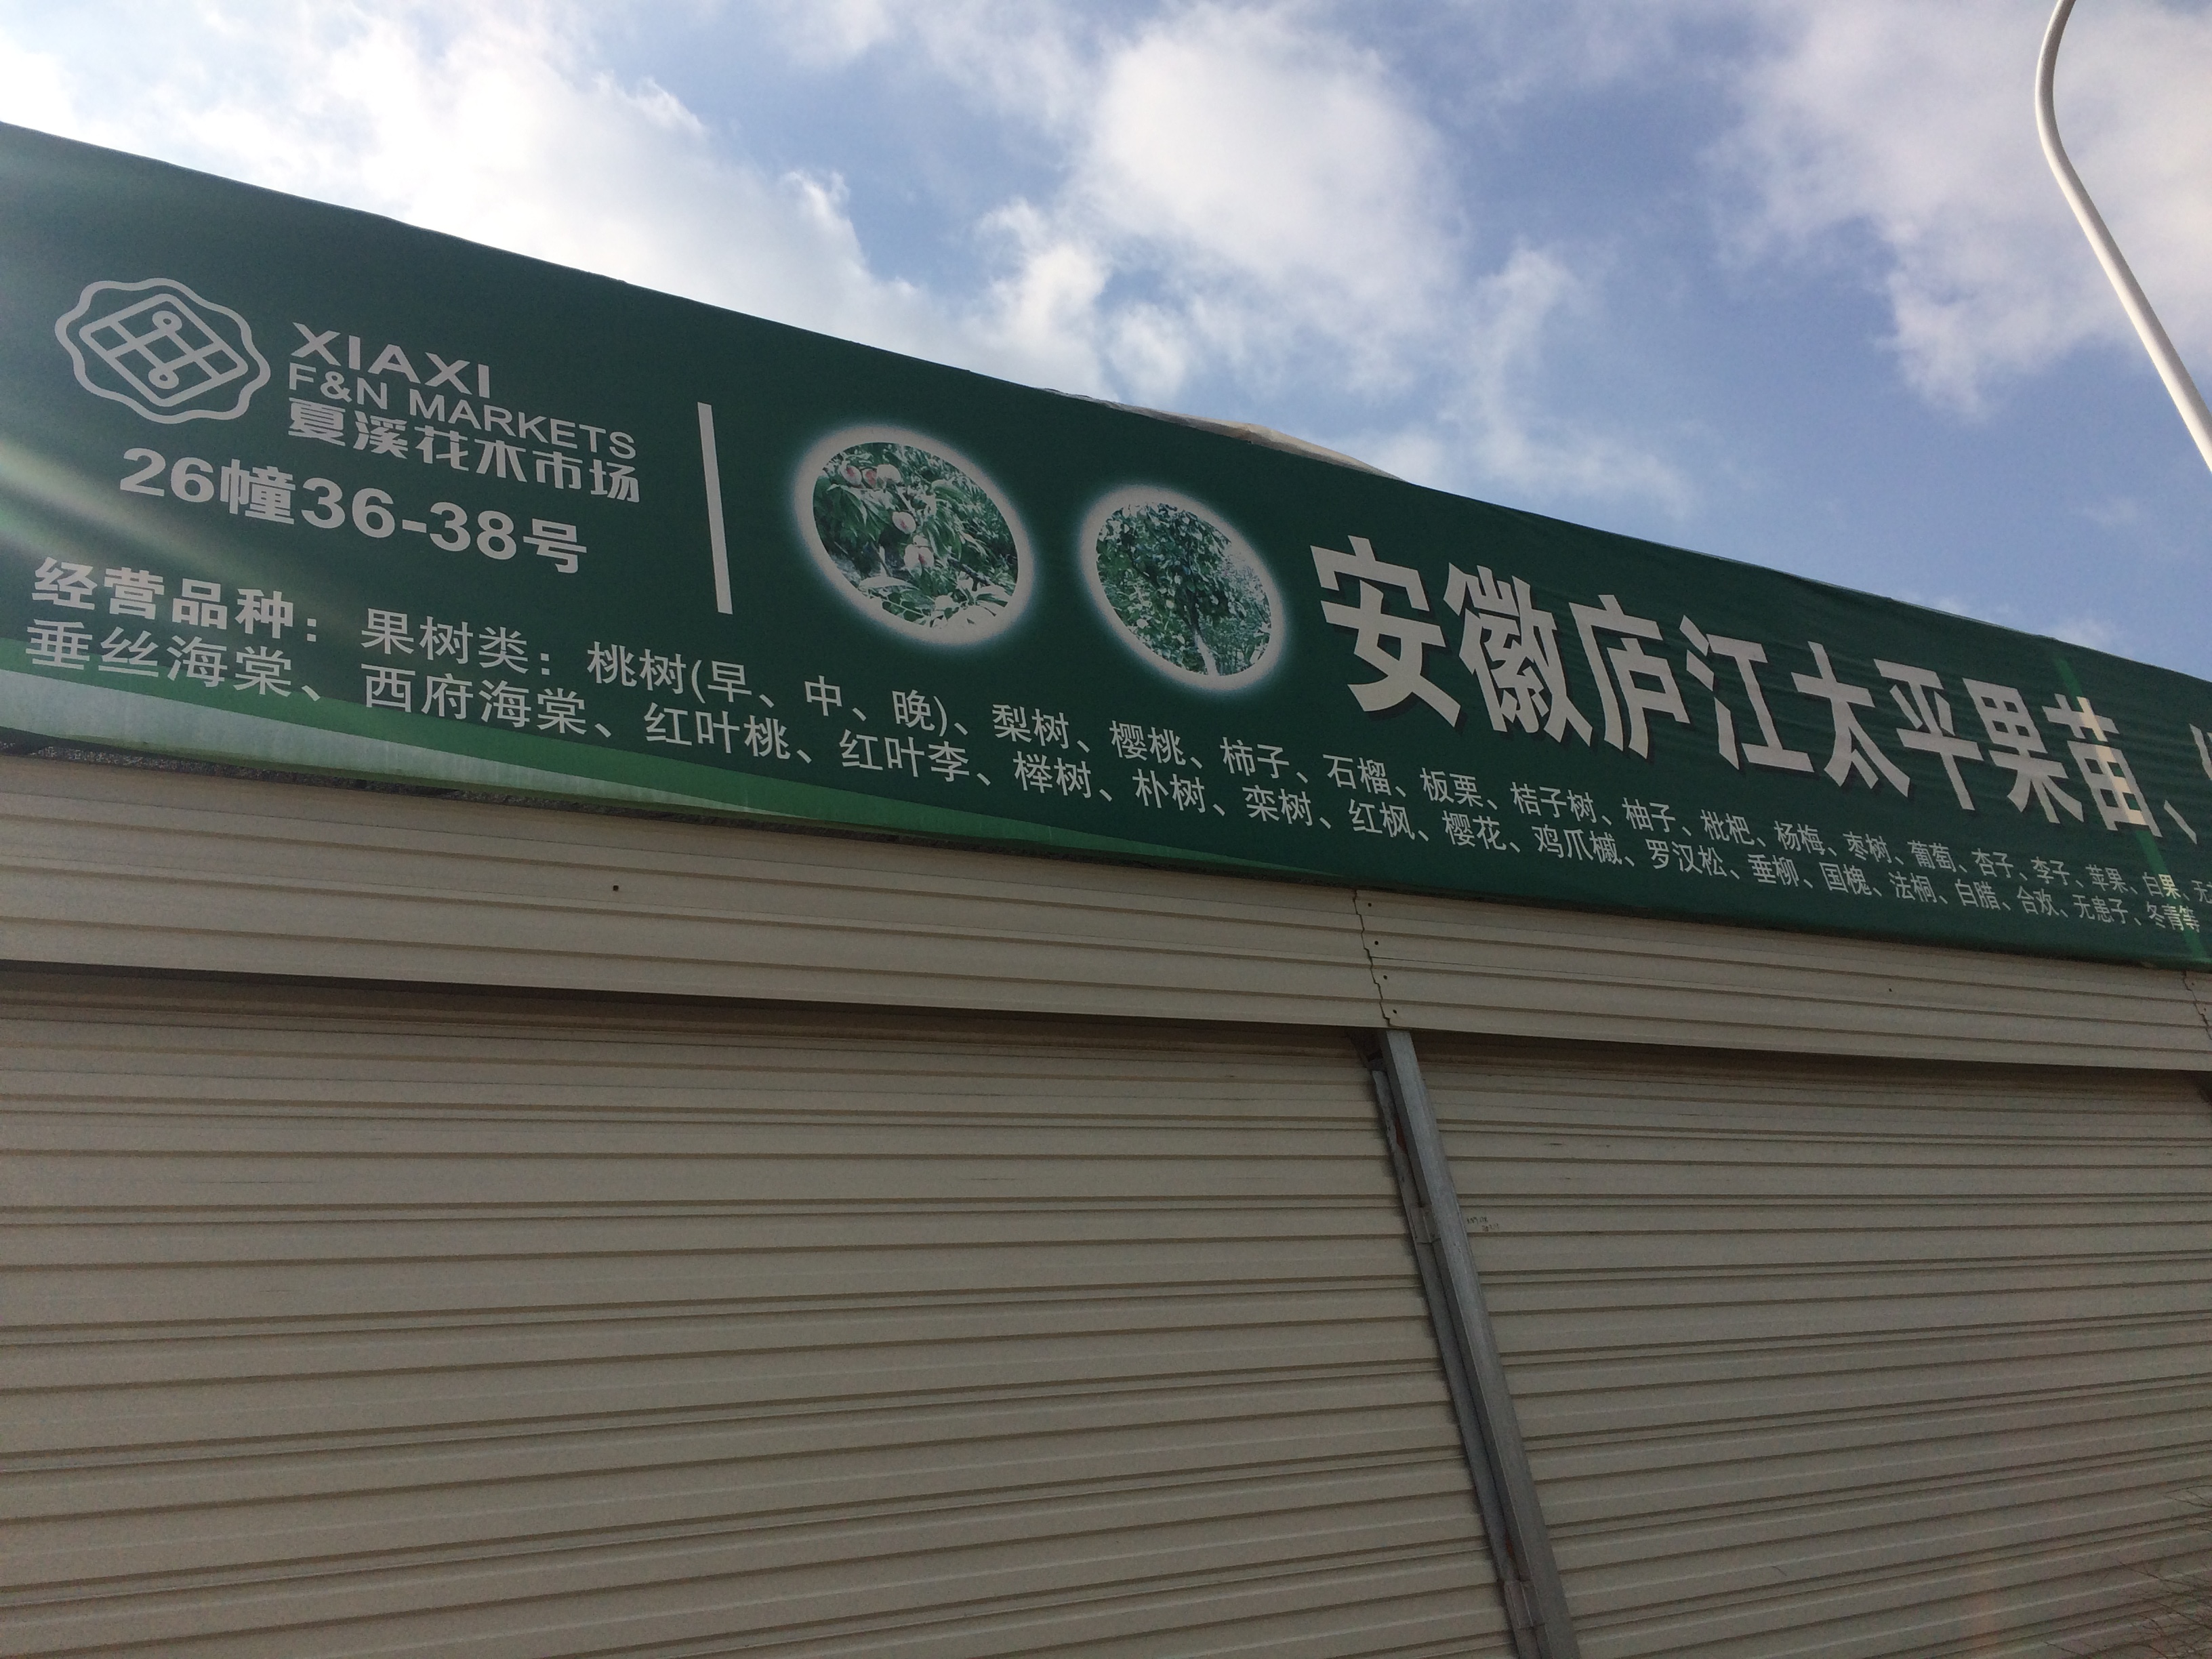 XIAXI
F&N MARKETS
夏溪花木市场
26幢36-38号
安徽庐江太平果苗、
经营品种：果树类：桃树(早、中、晚)、梨树、樱桃、柿子、石榴、板栗、桔子树、柚子、枇杷、杨梅、枣树、葡萄、杏子、李子、苹果、白果、无
垂丝海棠、西府海棠、红叶桃、红叶李、榉树、朴树、栾树、红枫、樱花、鸡爪槭、罗汉松、垂柳、国槐、法桐、白腊、合欢、无患子、冬青等